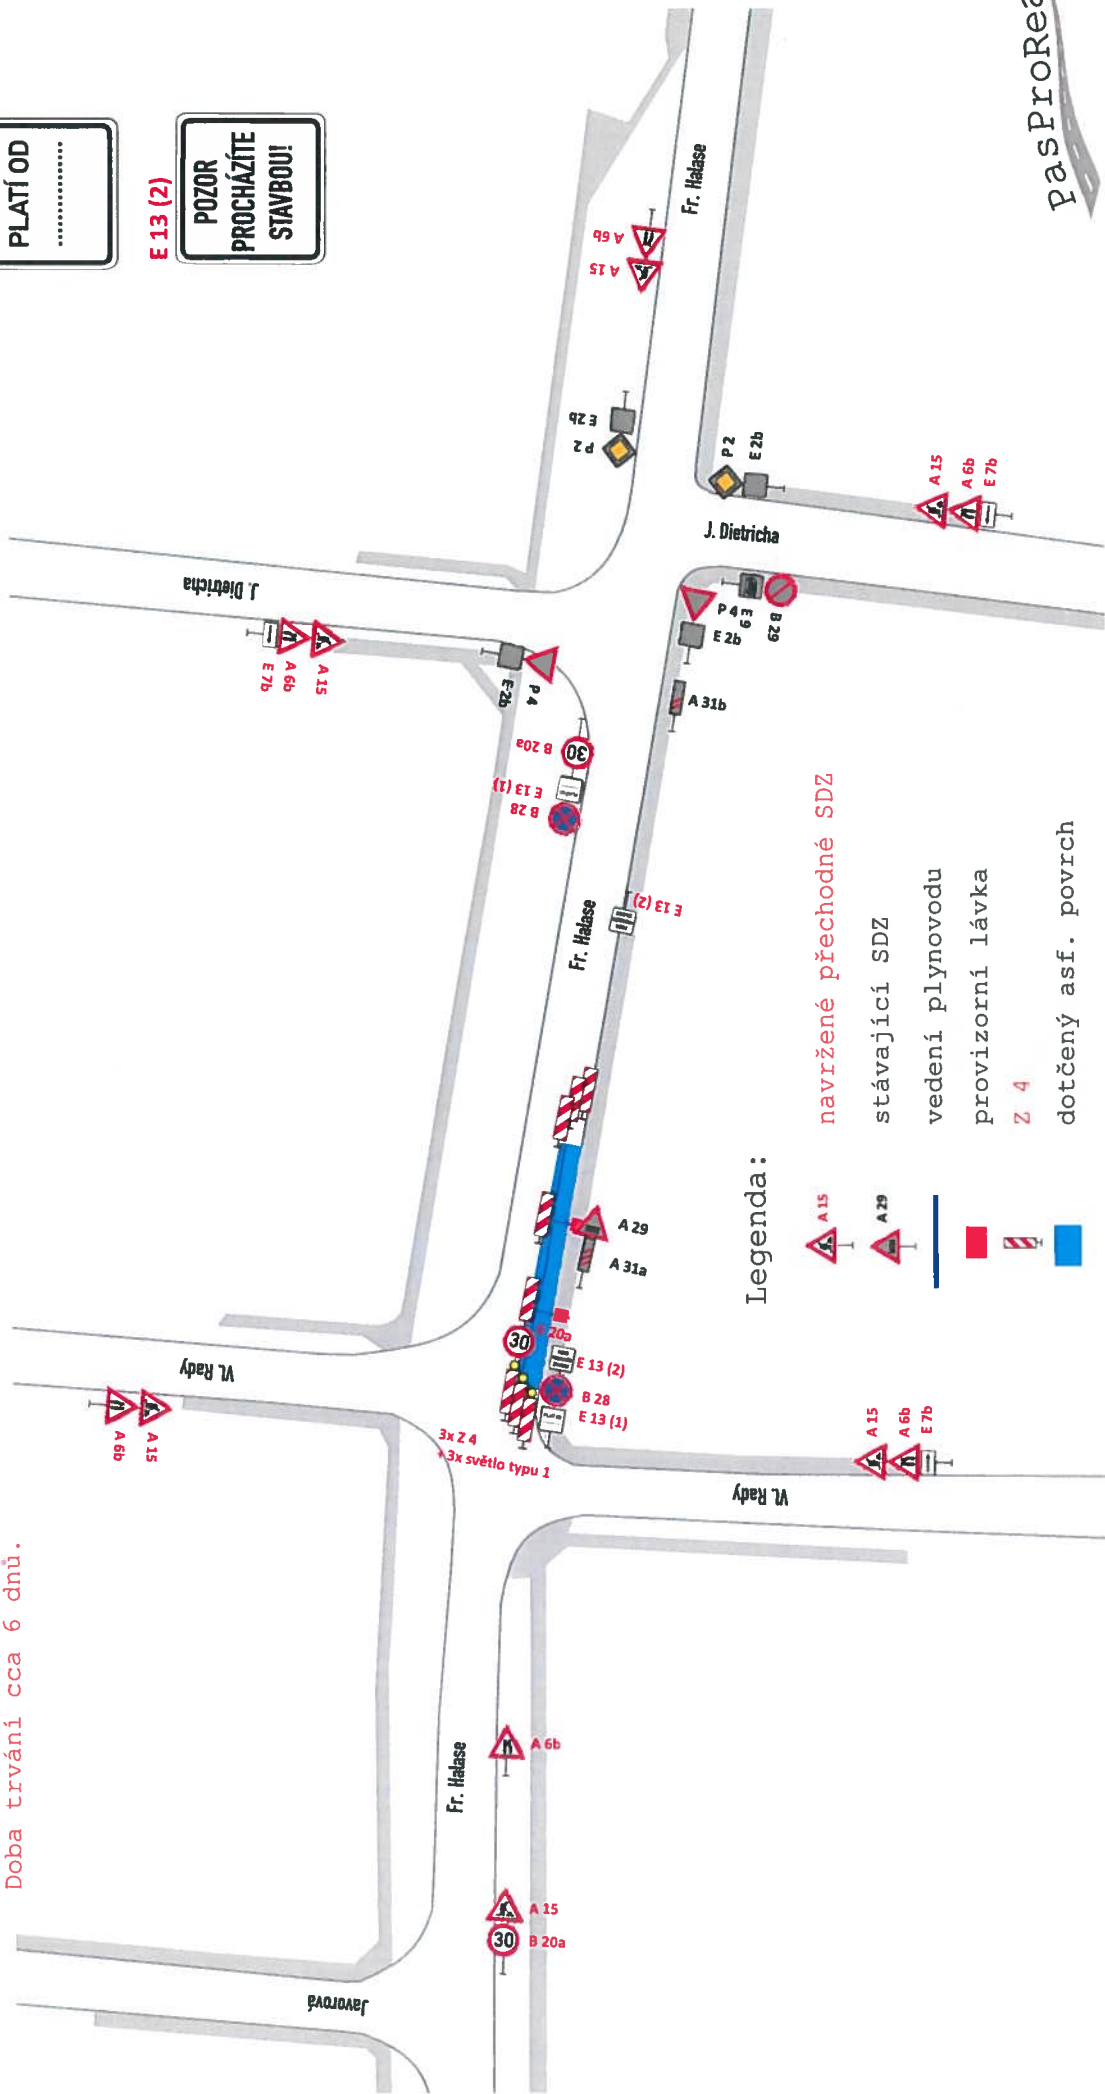 Doba trvání cca 6 dnů.
PLATÍ OD
....................
E 13 (2)
POZOR
PROCHÁZÍTE
STAVBOU!
Javorová
Fr. Halase
30
B 20a
A 15
A 6b
A 6b
A 15
Vl. Rady
3x Z 4
+ 3x světlo typu 1
30
20a
E 13 (2)
B 28
E 13 (1)
A 31a
A 29
Vl. Rady
A 15
A 6b
E 7b
Fr. Halase
E 13 (2)
B 28
E 13 (1)
B 20a
30
J. Dietricha
E 7b
A 6b
A 15
E 2b
P 4
A 31b
E 2b
P 4
E 9
B 29
J. Dietricha
P 2
E 2b
A 15
A 6b
E 7b
P 2
E 2b
A 15
A 6b
Fr. Halase
Legenda:
A 15
navržené přechodné SDZ
A 29
stávající SDZ
vedení plynovodu
provizorní lávka
Z 4
dotčený asf. povrch